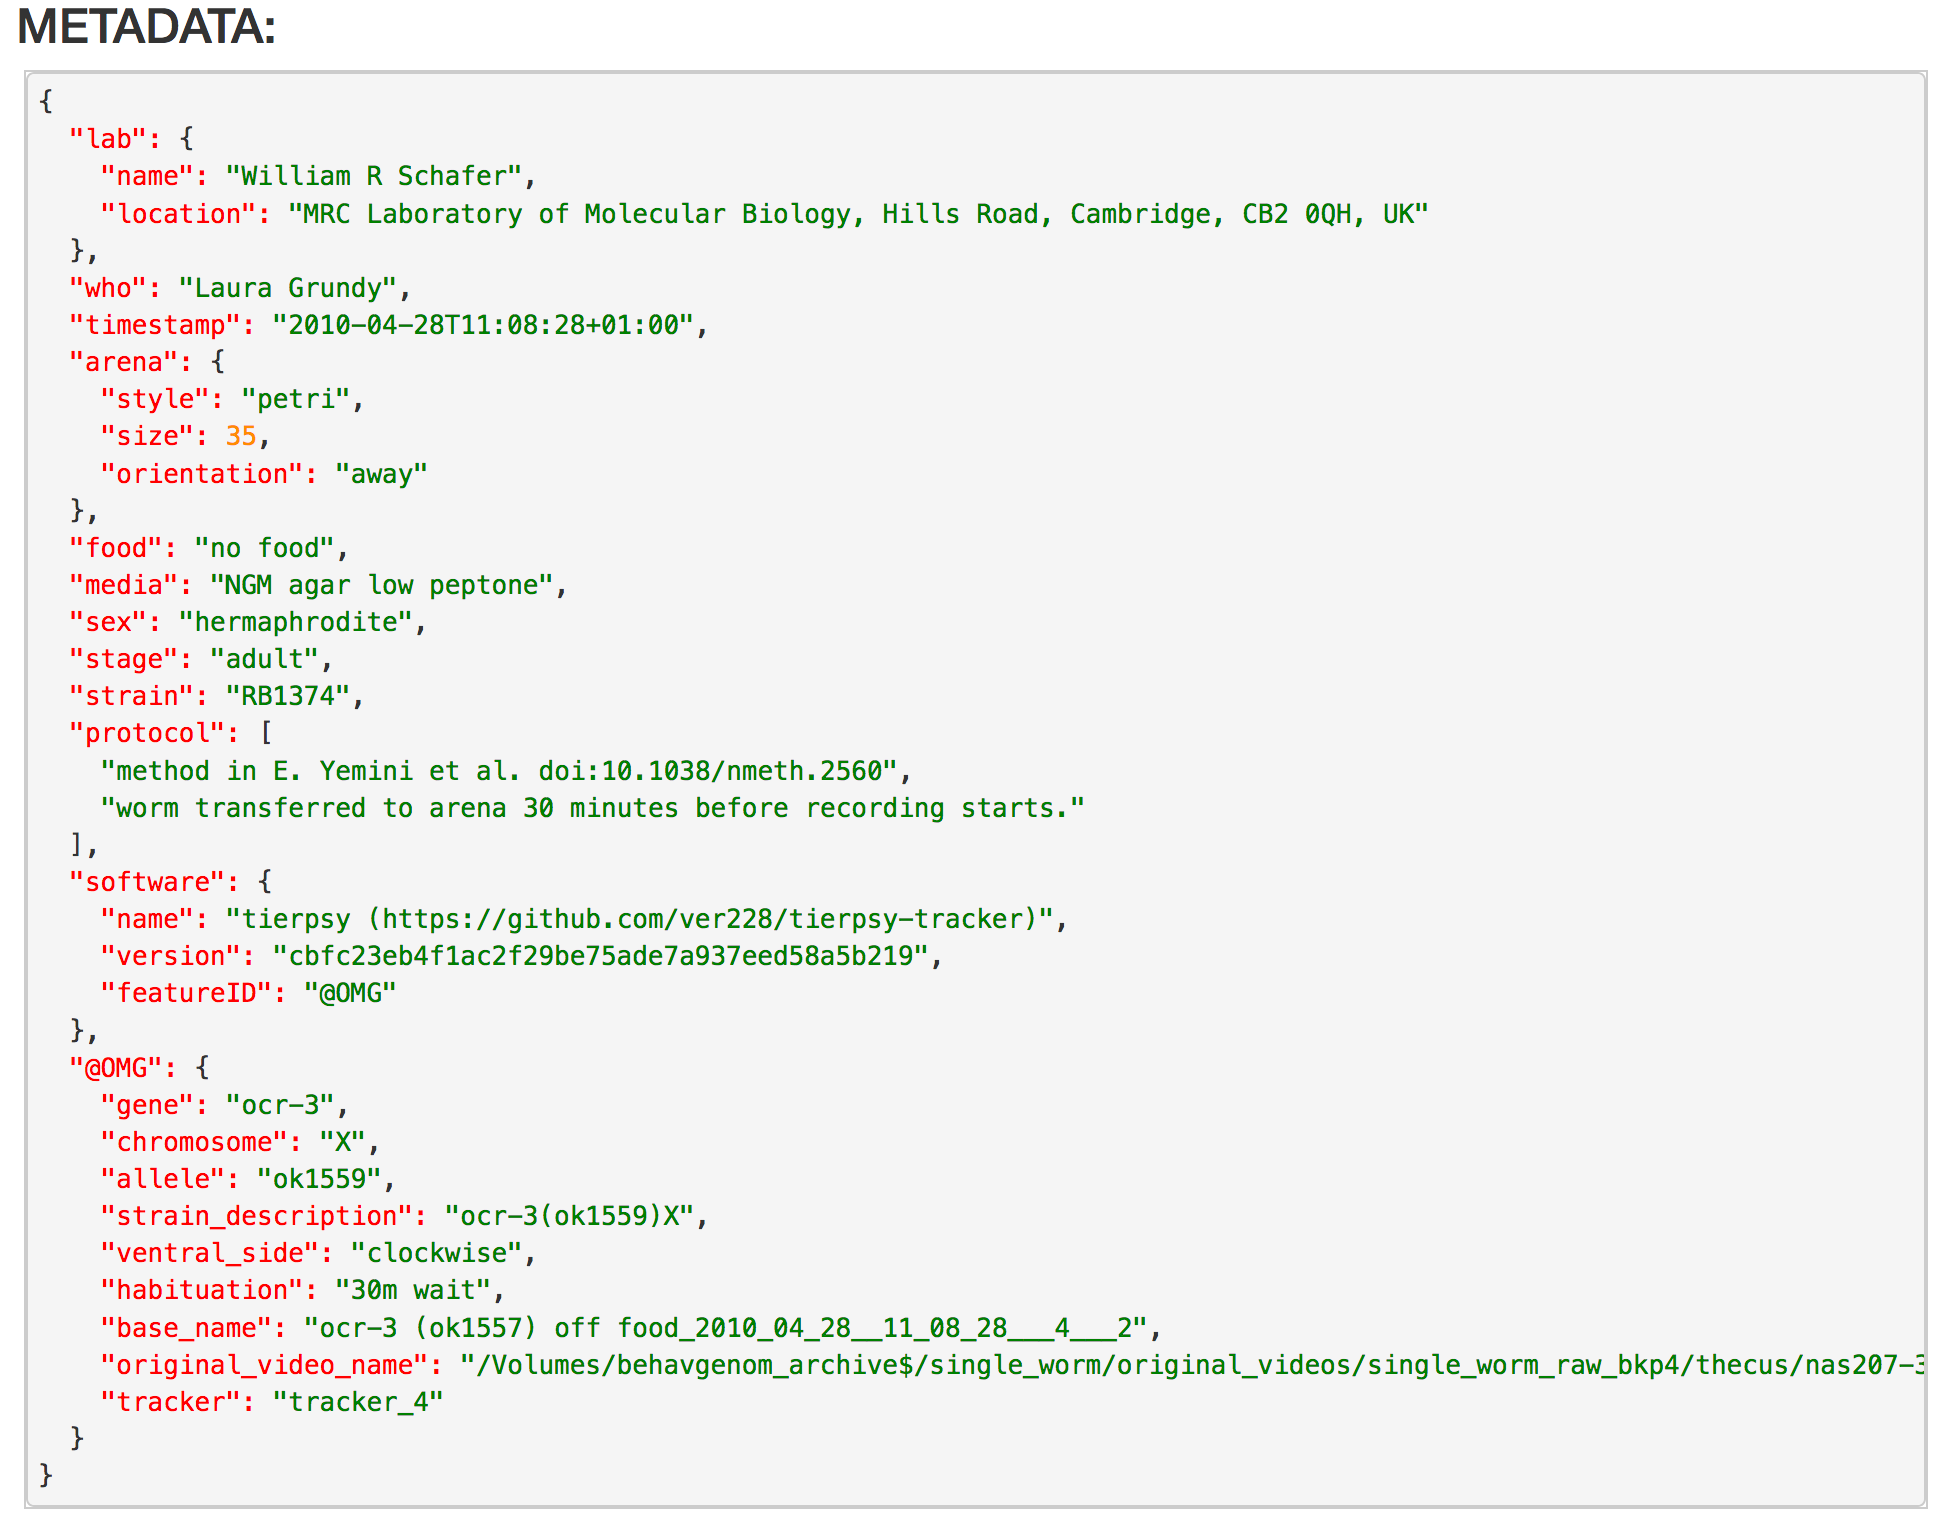 METADATA:
{
  "lab": {
    "name": "William R Schafer",
    "location": "MRC Laboratory of Molecular Biology, Hills Road, Cambridge, CB2 0QH, UK"
  },
  "who": "Laura Grundy",
  "timestamp": "2010-04-28T11:08:28+01:00",
  "arena": {
    "style": "petri",
    "size": 35,
    "orientation": "away"
  },
  "food": "no food",
  "media": "NGM agar low peptone",
  "sex": "hermaphrodite",
  "stage": "adult",
  "strain": "RB1374",
  "protocol": [
    "method in E. Yemini et al. doi:10.1038/nmeth.2560",
    "worm transferred to arena 30 minutes before recording starts."
  ],
  "software": {
    "name": "tierpsy (https://github.com/ver228/tierpsy-tracker)",
    "version": "cbfc23eb4f1ac2f29be75ade7a937eed58a5b219",
    "featureID": "@OMG"
  },
  "@OMG": {
    "gene": "ocr-3",
    "chromosome": "X",
    "allele": "ok1559",
    "strain_description": "ocr-3(ok1559)X",
    "ventral_side": "clockwise",
    "habituation": "30m wait",
    "base_name": "ocr-3 (ok1557) off food_2010_04_28__11_08_28___4___2",
    "original_video_name": "/Volumes/behavgenom_archive$/single_worm/original_videos/single_worm_raw_bkp4/thecus/nas207-3
    "tracker": "tracker_4"
  }
}